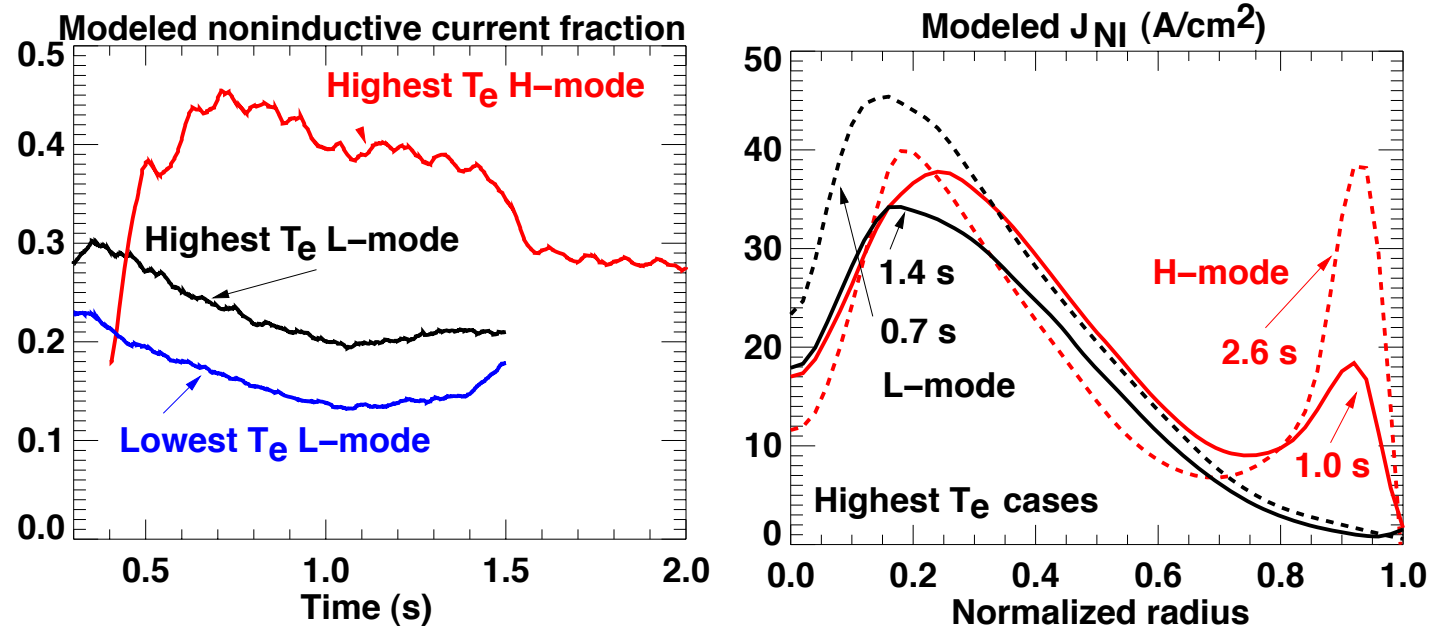 Modeled noninductive current fraction
0.5
0.4
0.3
0.2
0.1
0.0
Highest Te H−mode
Highest Te L−mode
Lowest Te L−mode
0.5 1.0 1.5 2.0
Time (s)
Modeled JNI (A/cm2)
50
40
30
20
10
0
1.4 s
0.7 s
L−mode
H−mode
2.6 s
1.0 s
Highest Te cases
0.0 0.2 0.4 0.6 0.8 1.0
Normalized radius